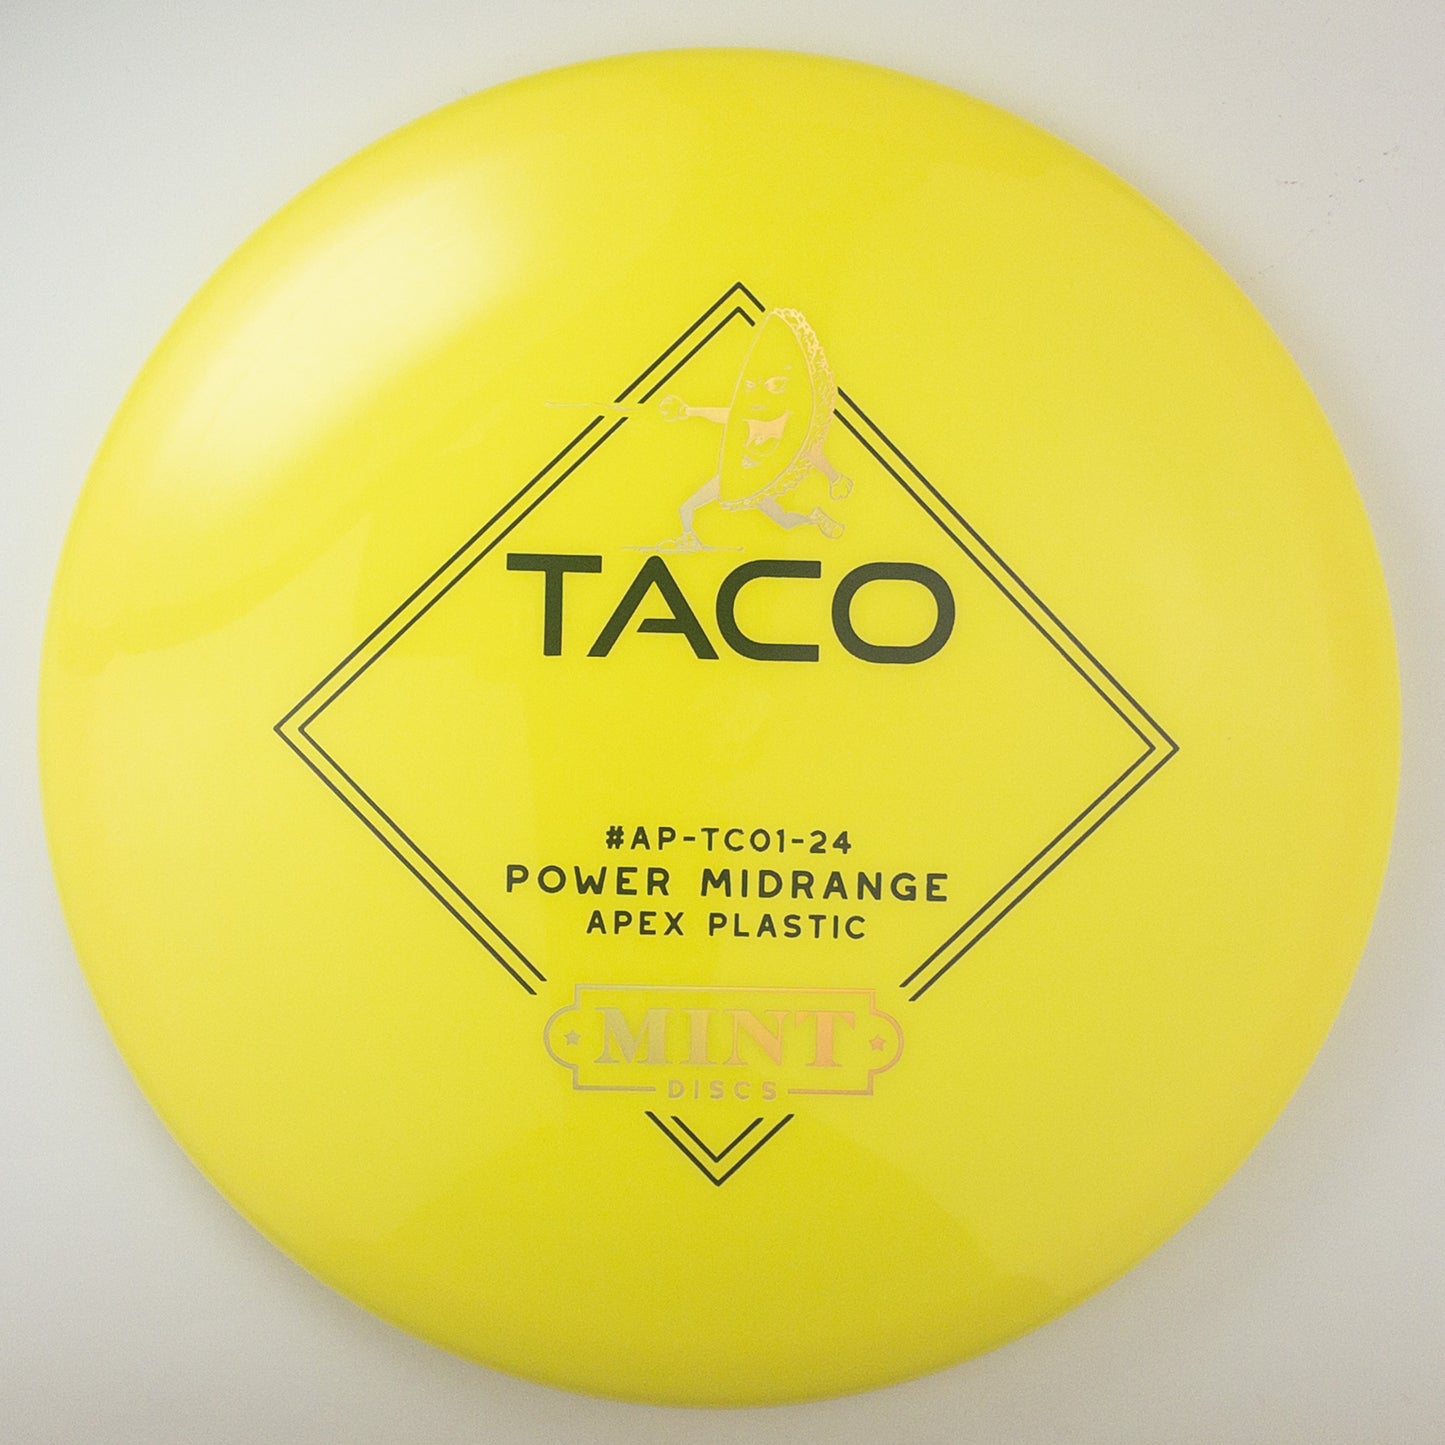 TACO
#AP-TC01-24
POWER MIDRANGE
APEX PLASTIC
MINT
DISCS